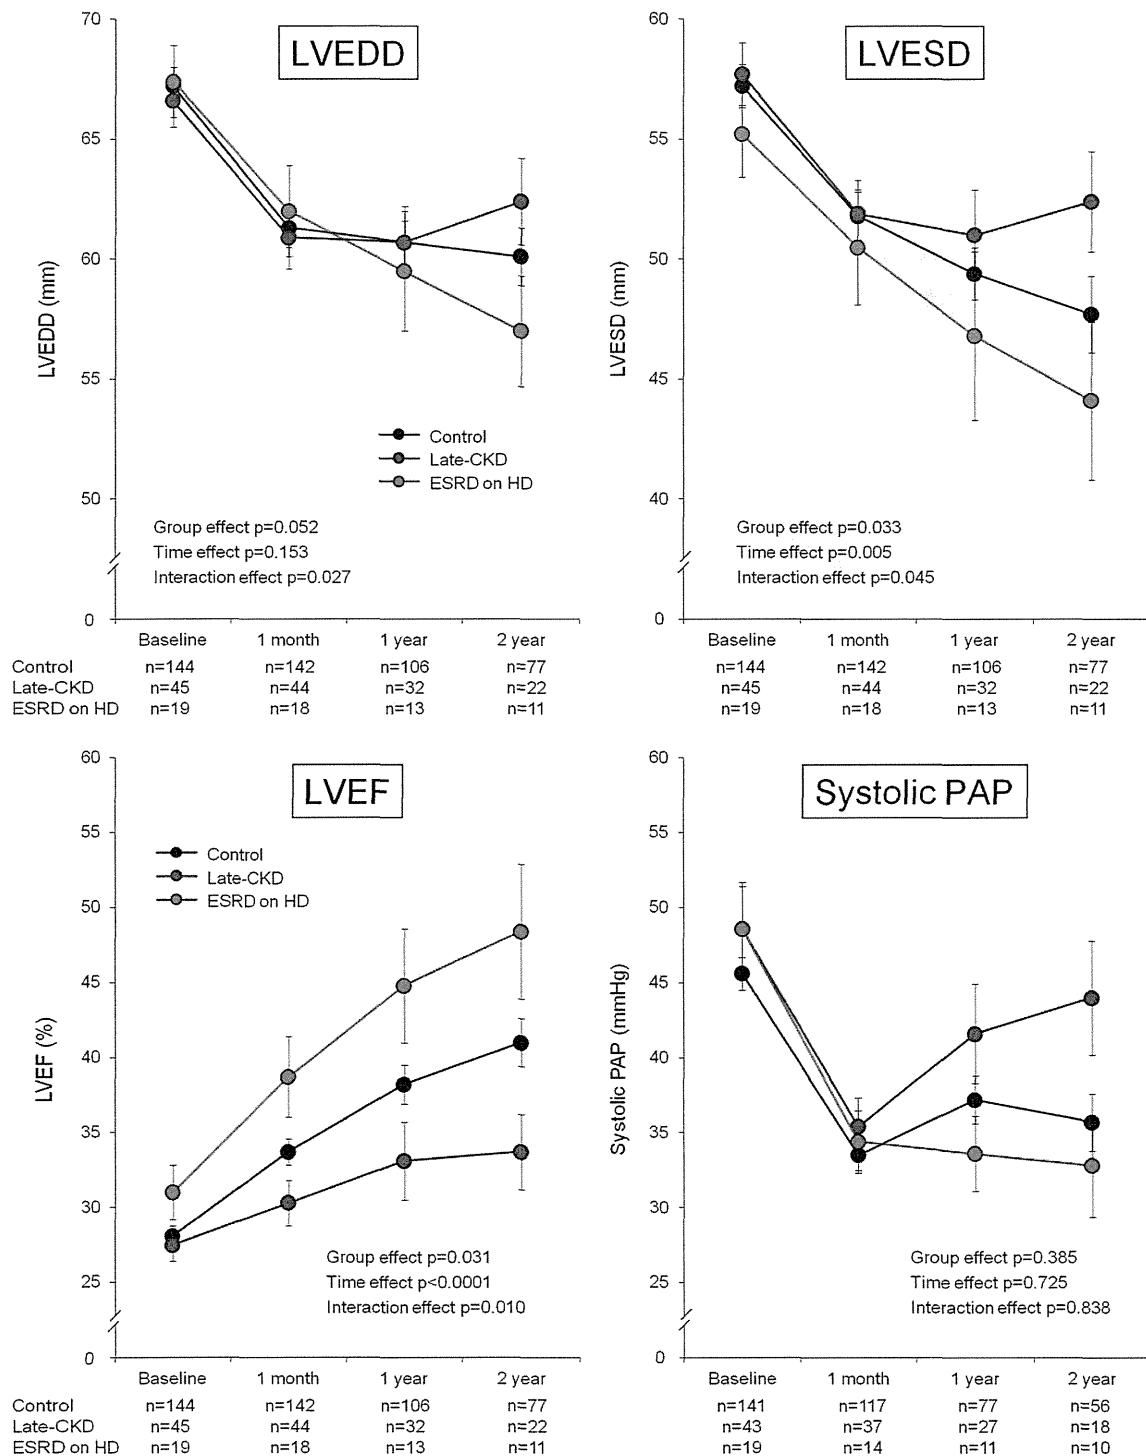 LVEDD
70
65
60
55
50
0
LVEDD (mm)
Control
Late-CKD
ESRD on HD
Group effect p=0.052
Time effect p=0.153
Interaction effect p=0.027
Baseline 1 month 1 year 2 year
Control n=144 n=142 n=106 n=77
Late-CKD n=45 n=44 n=32 n=22
ESRD on HD n=19 n=18 n=13 n=11
LVESD
60
55
50
45
40
0
LVESD (mm)
Group effect p=0.033
Time effect p=0.005
Interaction effect p=0.045
Baseline 1 month 1 year 2 year
n=144 n=142 n=106 n=77
n=45 n=44 n=32 n=22
n=19 n=18 n=13 n=11
LVEF
60
55
50
45
40
35
30
25
0
LVEF (%)
Control
Late-CKD
ESRD on HD
Group effect p=0.031
Time effect p<0.0001
Interaction effect p=0.010
Baseline 1 month 1 year 2 year
Control n=144 n=142 n=106 n=77
Late-CKD n=45 n=44 n=32 n=22
ESRD on HD n=19 n=18 n=13 n=11
Systolic PAP
60
55
50
45
40
35
30
25
0
Systolic PAP (mmHg)
Group effect p=0.385
Time effect p=0.725
Interaction effect p=0.838
Baseline 1 month 1 year 2 year
n=141 n=117 n=77 n=56
n=43 n=37 n=27 n=18
n=19 n=14 n=11 n=10